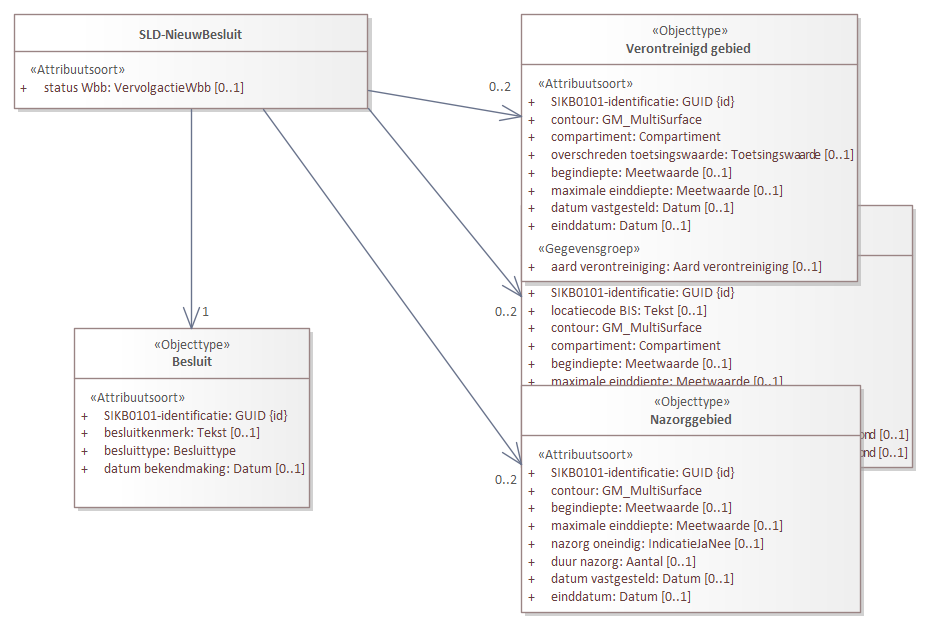 SLD-NieuwBesluit
«Attribuutsoort»
+ status Wbb: VervolgactieWbb [0..1]
0..2
0..2
0..2
1
«Objecttype»
Besluit
«Attribuutsoort»
+ SIKB0101-identificatie: GUID {id}
+ besluitkenmerk: Tekst [0..1]
+ besluittype: Besluittype
+ datum bekendmaking: Datum [0..1]
«Objecttype»
Verontreinigd gebied
«Attribuutsoort»
+ SIKB0101-identificatie: GUID {id}
+ contour: GM_MultiSurface
+ compartiment: Compartiment
+ overschreden toetsingswaarde: Toetsingswaarde [0..1]
+ begindiepte: Meetwaarde [0..1]
+ maximale einddiepte: Meetwaarde [0..1]
+ datum vastgesteld: Datum [0..1]
+ einddatum: Datum [0..1]
«Gegevensgroep»
+ aard verontreiniging: Aard verontreiniging [0..1]
+ SIKB0101-identificatie: GUID {id}
+ locatiecode BIS: Tekst [0..1]
+ contour: GM_MultiSurface
+ compartiment: Compartiment
+ begindiepte: Meetwaarde [0..1]
+ maximale einddiepte: Meetwaarde [0..1]
ond [0..1]
ond [0..1]
«Objecttype»
Nazorggebied
«Attribuutsoort»
+ SIKB0101-identificatie: GUID {id}
+ contour: GM_MultiSurface
+ begindiepte: Meetwaarde [0..1]
+ maximale einddiepte: Meetwaarde [0..1]
+ nazorg oneindig: IndicatieJaNee [0..1]
+ duur nazorg: Aantal [0..1]
+ datum vastgesteld: Datum [0..1]
+ einddatum: Datum [0..1]